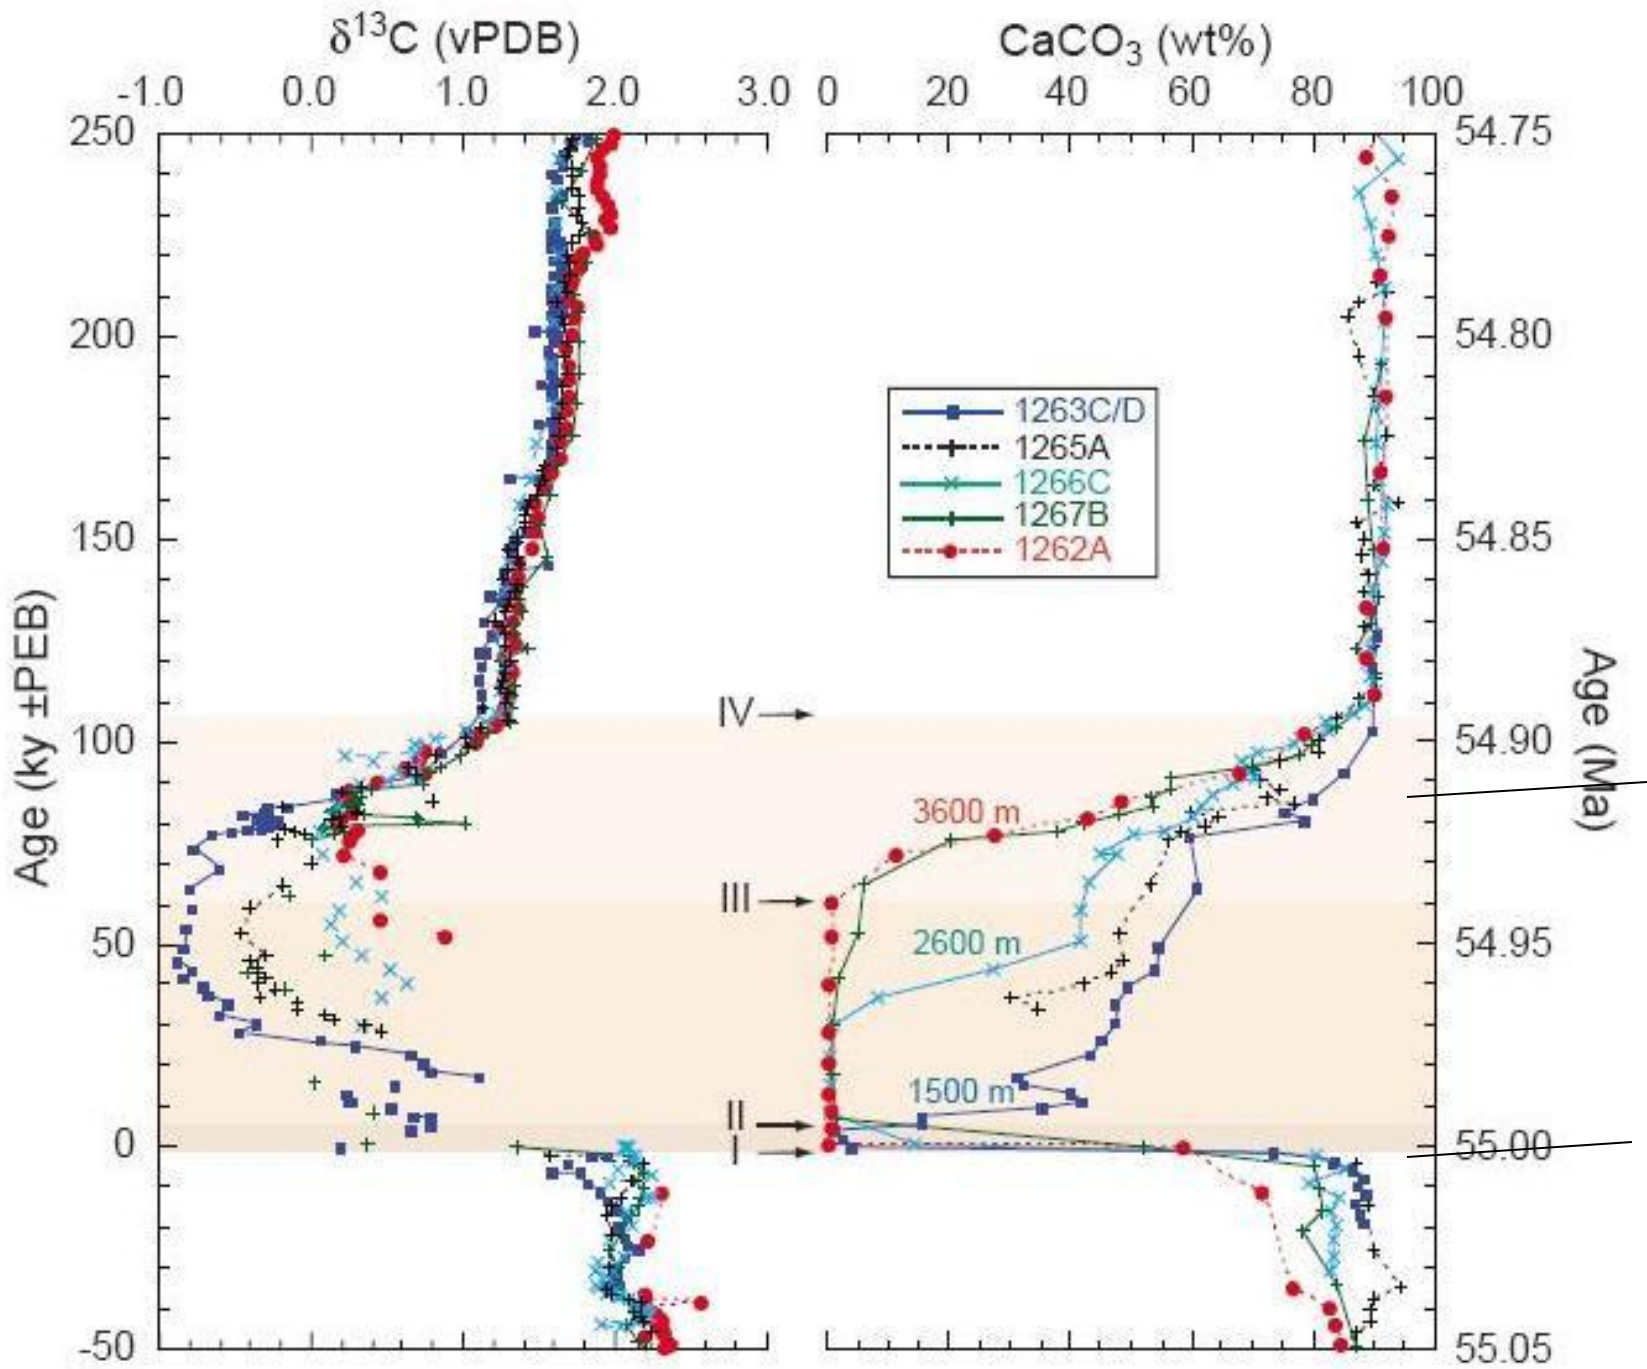 δ¹³C (vPDB)
CaCO₃ (wt%)
-1.0 0.0 1.0 2.0 3.0
0 20 40 60 80 100
250
200
150
100
50
0
-50
Age (ky ±PEB)
1263C/D
1265A
1266C
1267B
1262A
IV
III
II
I
3600 m
2600 m
1500 m
54.75
54.80
54.85
54.90
54.95
55.00
55.05
Age (Ma)